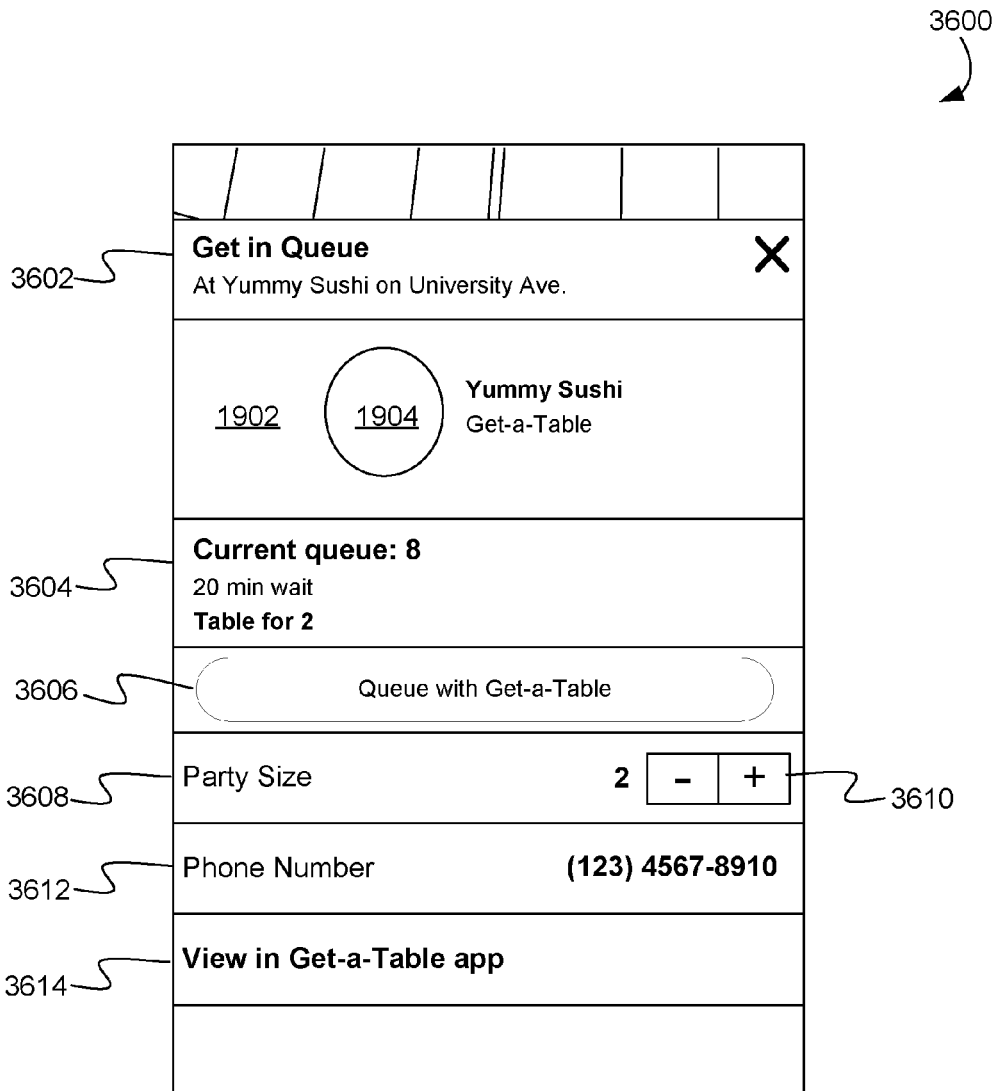 3600
Get in Queue
At Yummy Sushi on University Ave.
3602
1902
1904
Yummy Sushi
Get-a-Table
Current queue: 8
20 min wait
Table for 2
3604
Queue with Get-a-Table
3606
Party Size 2 - +
3608
3610
Phone Number (123) 4567-8910
3612
View in Get-a-Table app
3614